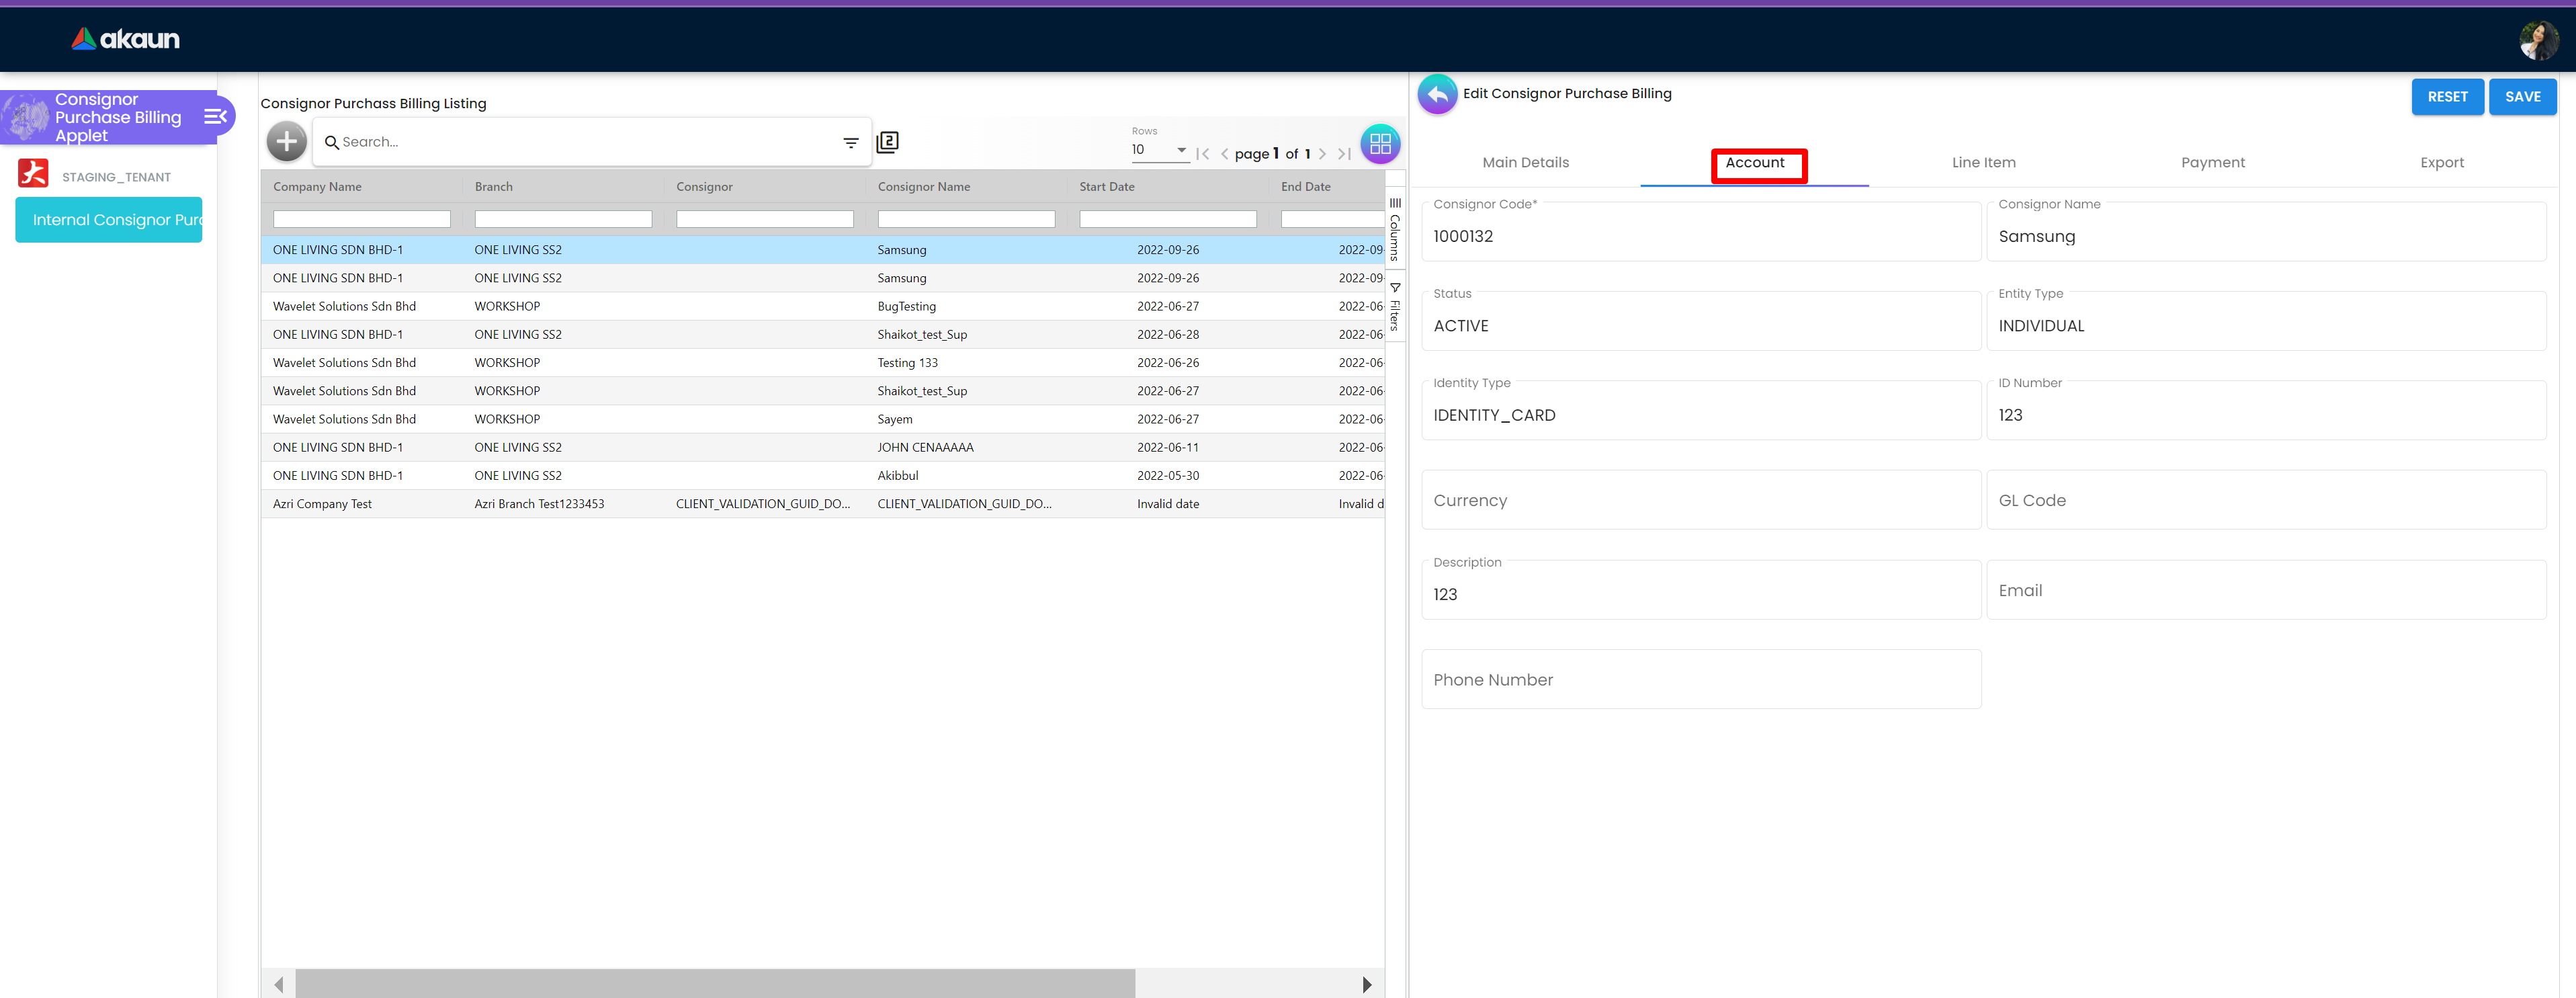 akaun
Consignor
Purchase Billing
Applet
STAGING_TENANT
Internal Consignor Purc
Consignor Purchass Billing Listing
Search...
2
Rows
10
page 1 of 1
Company Name Branch Consignor Consignor Name Start Date End Date
ONE LIVING SDN BHD-1 ONE LIVING SS2 Samsung 2022-09-26 2022-09-
ONE LIVING SDN BHD-1 ONE LIVING SS2 Samsung 2022-09-26 2022-09-
Wavelet Solutions Sdn Bhd WORKSHOP BugTesting 2022-06-27 2022-06-
ONE LIVING SDN BHD-1 ONE LIVING SS2 Shaikot_test_Sup 2022-06-28 2022-06-
Wavelet Solutions Sdn Bhd WORKSHOP Testing 133 2022-06-26 2022-06-
Wavelet Solutions Sdn Bhd WORKSHOP Shaikot_test_Sup 2022-06-27 2022-06-
Wavelet Solutions Sdn Bhd WORKSHOP Sayem 2022-06-27 2022-06-
ONE LIVING SDN BHD-1 ONE LIVING SS2 JOHN CENAAAAA 2022-06-11 2022-06-
ONE LIVING SDN BHD-1 ONE LIVING SS2 Akibbul 2022-05-30 2022-06-
Azri Company Test Azri Branch Test1233453 CLIENT_VALIDATION_GUID_DO... CLIENT_VALIDATION_GUID_DO... Invalid date Invalid d
Columns
Filters
Edit Consignor Purchase Billing
RESET SAVE
Main Details Account Line Item Payment Export
Consignor Code* Consignor Name
1000132 Samsung
Status Entity Type
ACTIVE INDIVIDUAL
Identity Type ID Number
IDENTITY_CARD 123
Currency GL Code
Description
123 Email
Phone Number